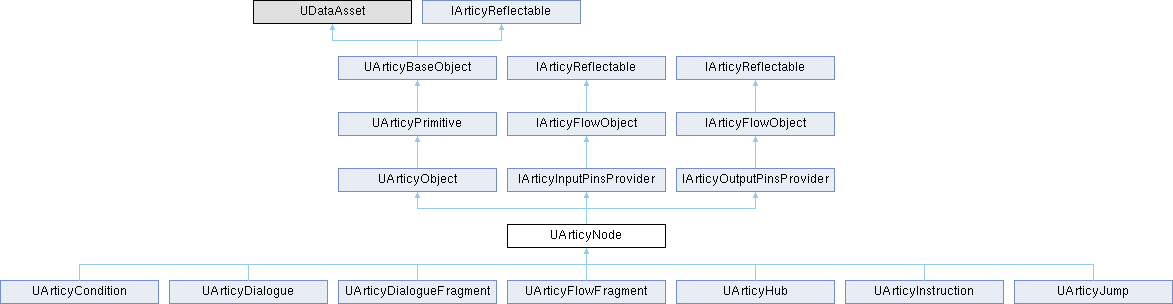 UDataAsset
IArticyReflectable
UArticyBaseObject
IArticyReflectable
IArticyReflectable
UArticyPrimitive
IArticyFlowObject
IArticyFlowObject
UArticyObject
IArticyInputPinsProvider
IArticyOutputPinsProvider
UArticyNode
UArticyCondition
UArticyDialogue
UArticyDialogueFragment
UArticyFlowFragment
UArticyHub
UArticyInstruction
UArticyJump